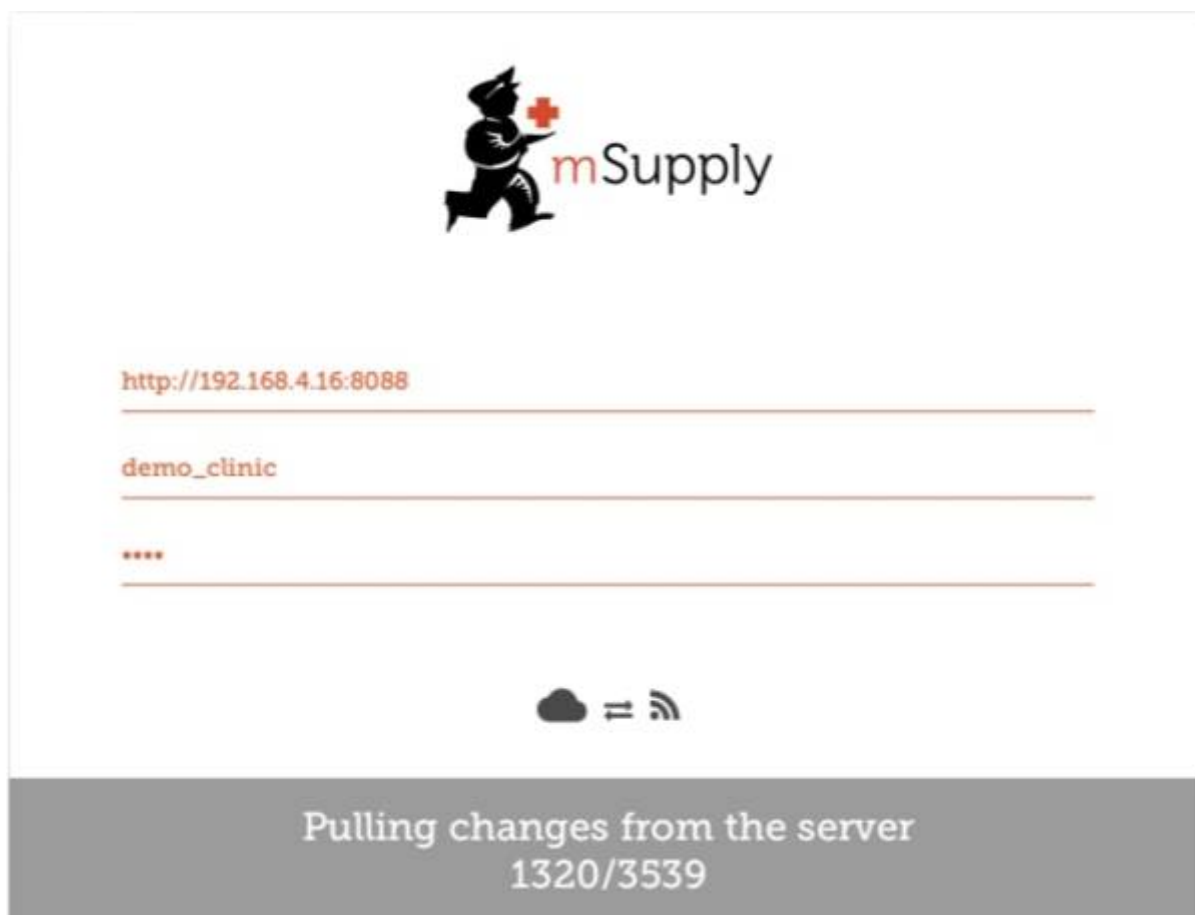 mSupply
http://192.168.4.16:8088
demo_clinic
••••
Pulling changes from the server
1320/3539